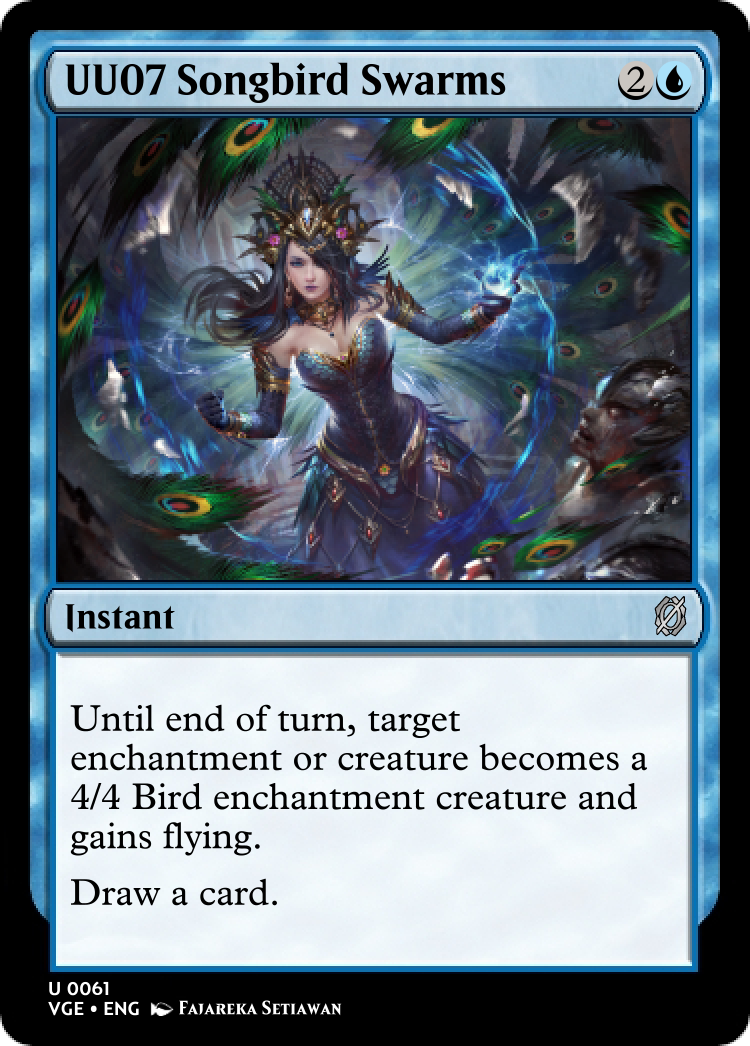 UU07 Songbird Swarms 2
Instant
Until end of turn, target
enchantment or creature becomes a
4/4 Bird enchantment creature and
gains flying.
Draw a card.
U 0061
VGE • ENG Fajareka Setiawan